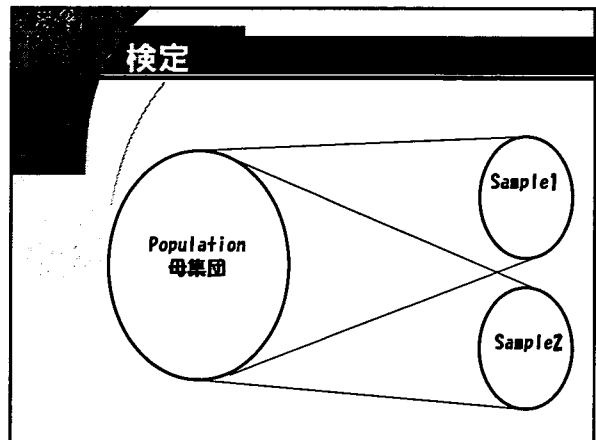 検定
Population
母集団
Sample1
Sample2